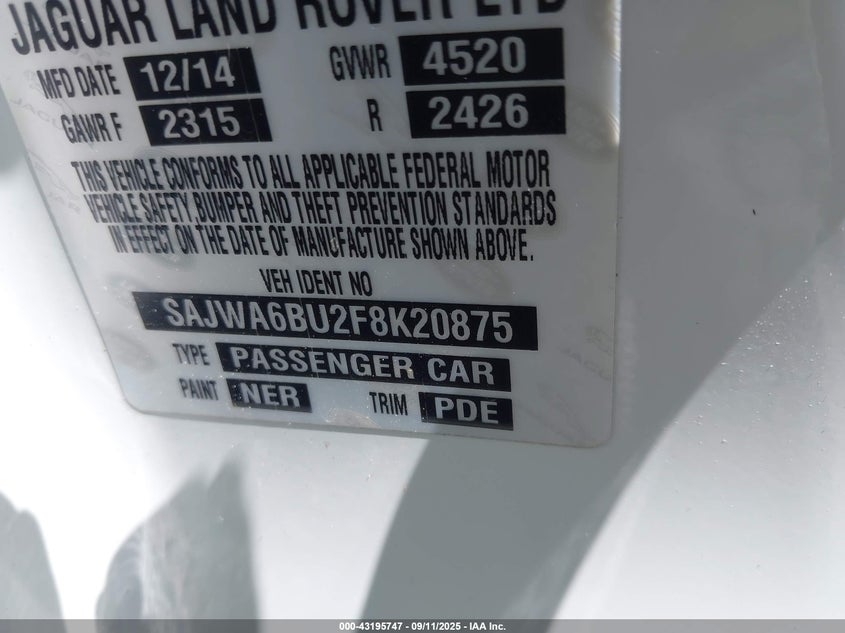 JAGUAR LAND ROVER LTD
MFD DATE 12/14 GVWR 4520
GAWR F 2315 R 2426
THIS VEHICLE CONFORMS TO ALL APPLICABLE FEDERAL MOTOR
VEHICLE SAFETY, BUMPER AND THEFT PREVENTION STANDARDS
IN EFFECT ON THE DATE OF MANUFACTURE SHOWN ABOVE.
VEH IDENT NO
SAJWA6BU2F8K20875
TYPE PASSENGER CAR
PAINT NER TRIM PDE
000-43195747 - 09/11/2025 - IAA Inc.